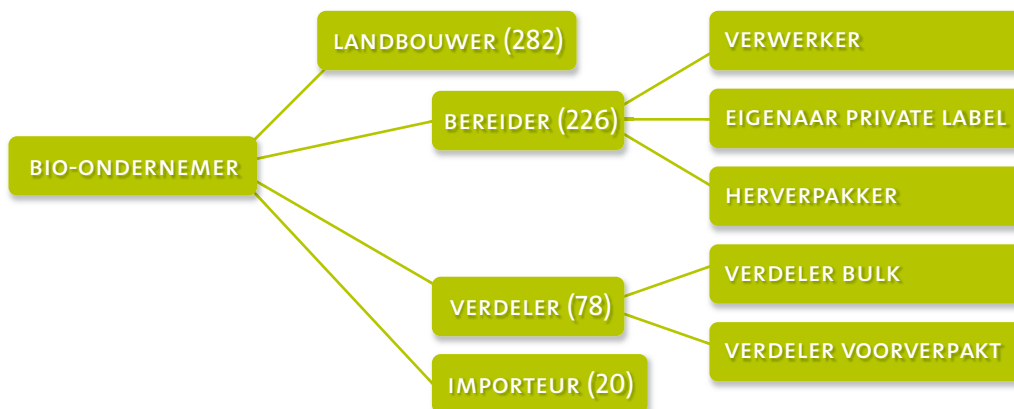 BIO-ONDERNEMER
LANDBOUWER (282)
BEREIDER (226)
VERWERKER
EIGENAAR PRIVATE LABEL
HERVERPAKKER
VERDELER (78)
VERDELER BULK
VERDELER VOORVERPAKT
IMPORTEUR (20)